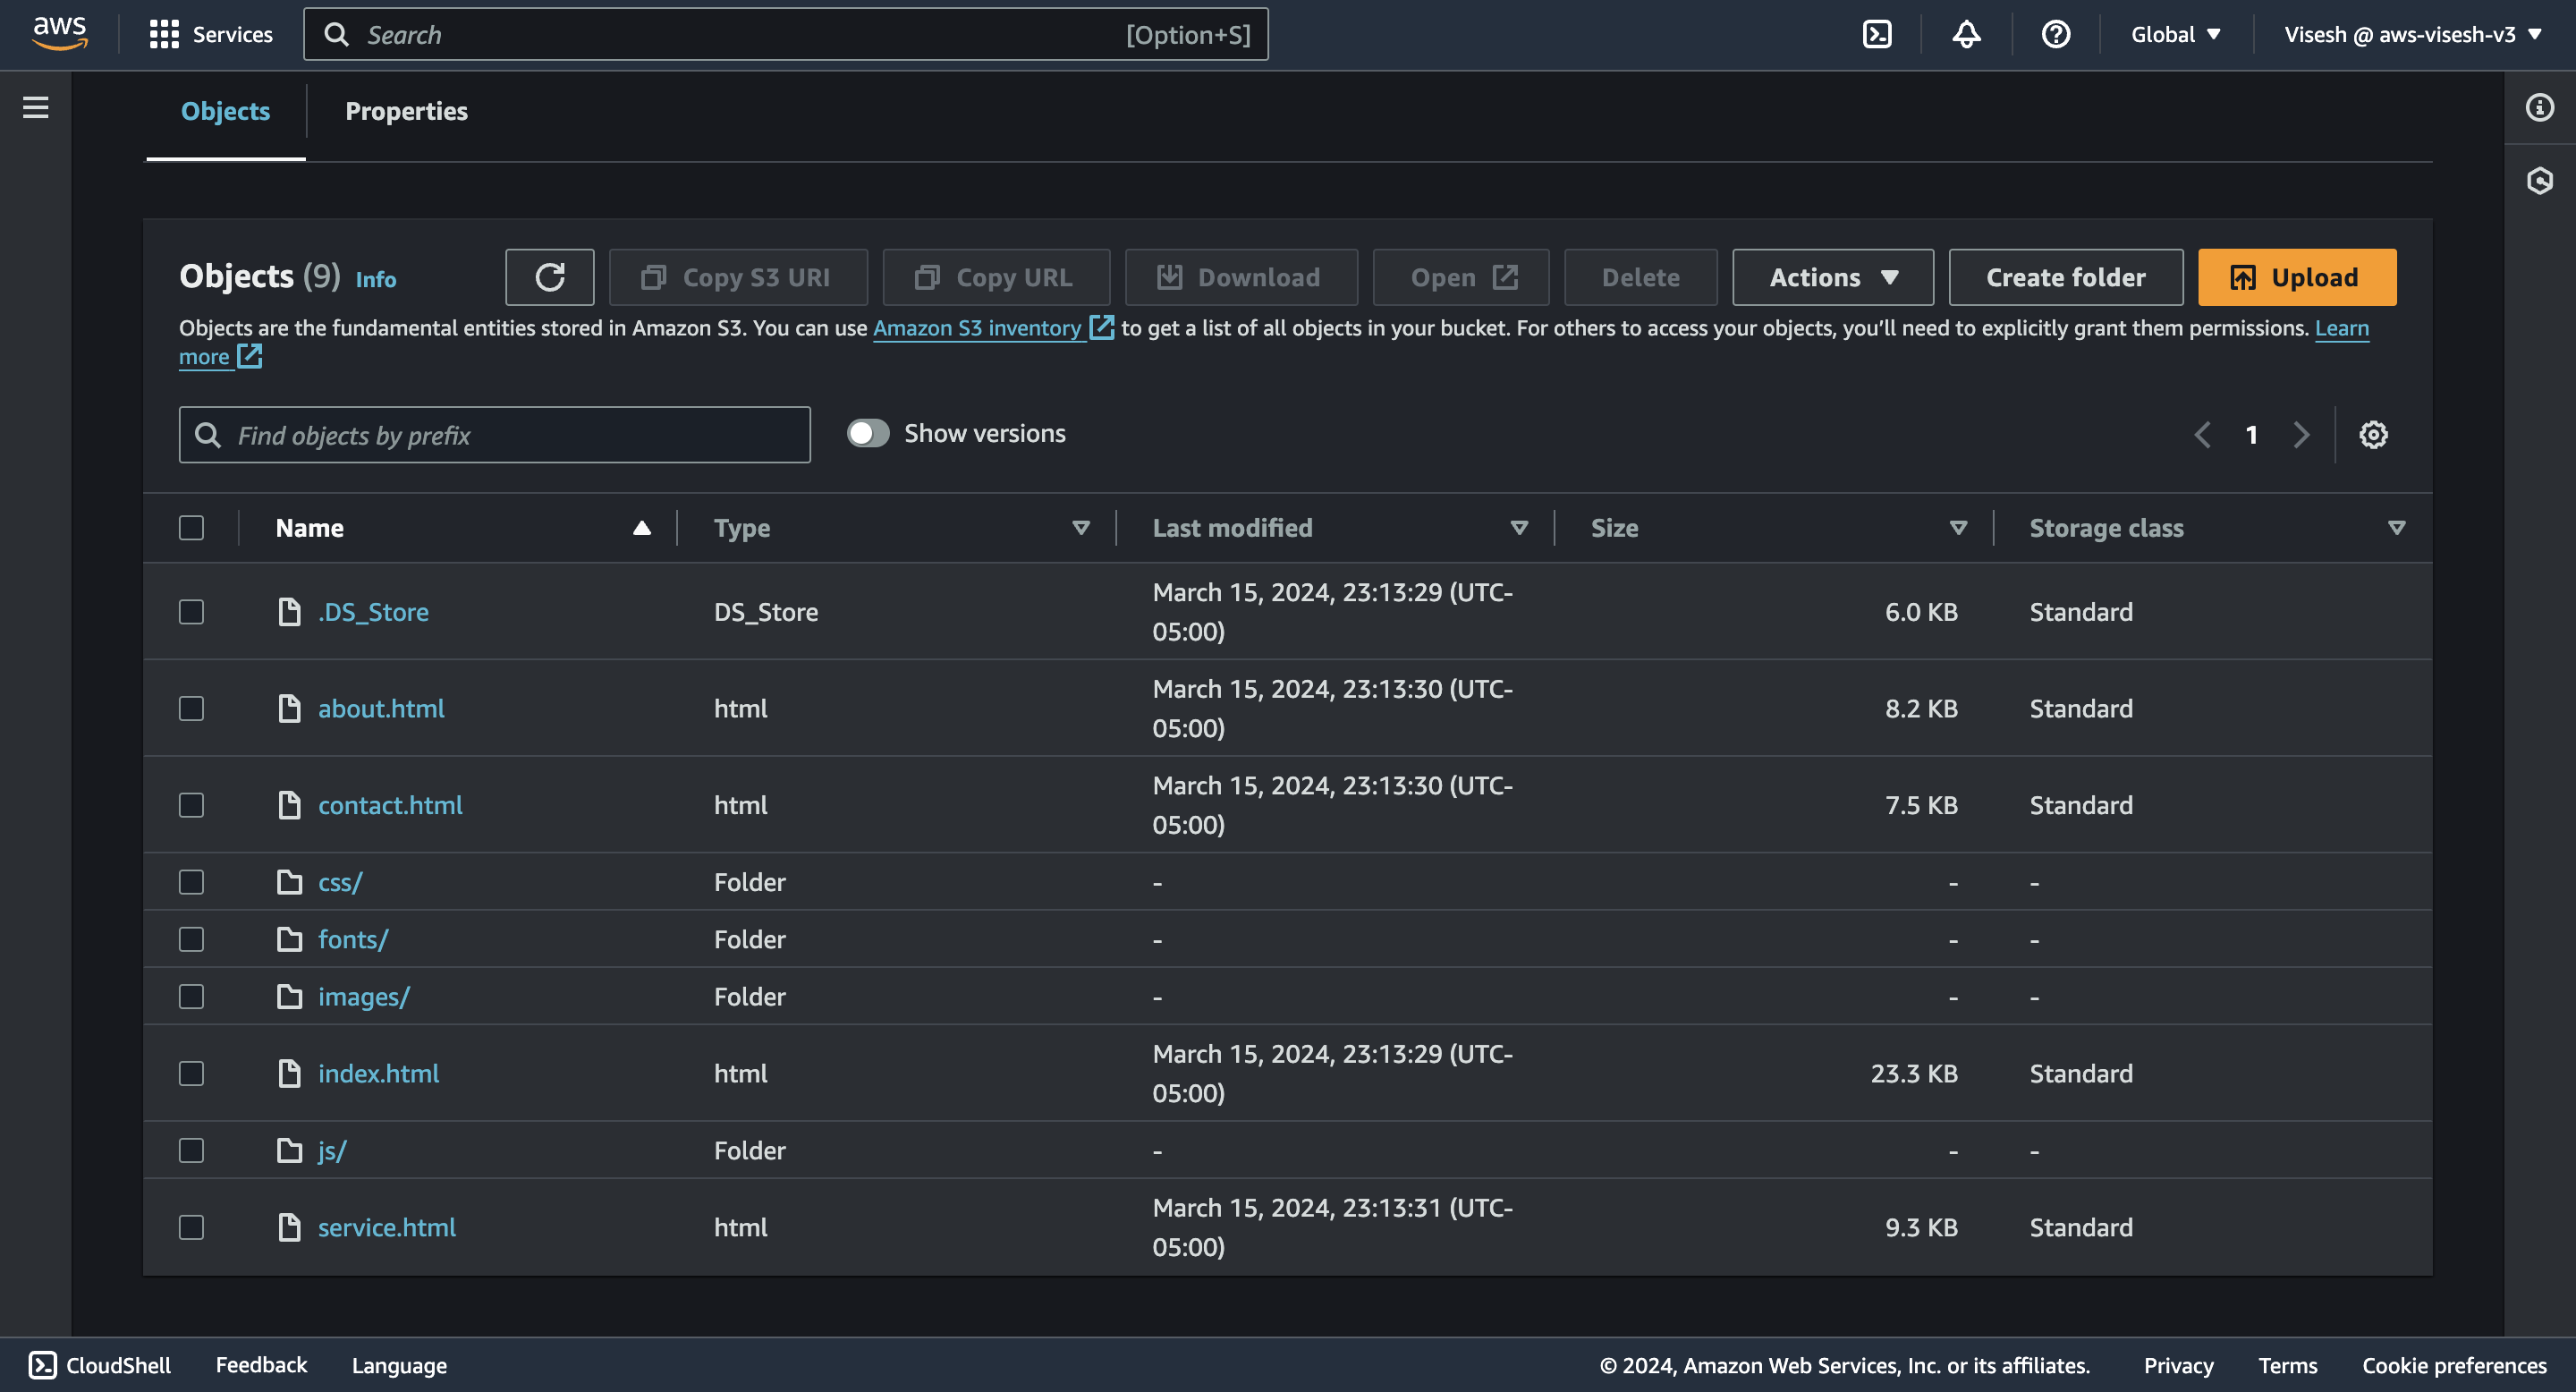 aws Services Search [Option+S] Global Visesh @ aws-visesh-v3
Objects Properties
Objects (9) Info Copy S3 URI Copy URL Download Open Delete Actions Create folder Upload
Objects are the fundamental entities stored in Amazon S3. You can use Amazon S3 inventory to get a list of all objects in your bucket. For others to access your objects, you’ll need to explicitly grant them permissions. Learn
more
Find objects by prefix Show versions 1
Name Type Last modified Size Storage class
.DS_Store DS_Store March 15, 2024, 23:13:29 (UTC-
05:00) 6.0 KB Standard
about.html html March 15, 2024, 23:13:30 (UTC-
05:00) 8.2 KB Standard
contact.html html March 15, 2024, 23:13:30 (UTC-
05:00) 7.5 KB Standard
css/ Folder - - -
fonts/ Folder - - -
images/ Folder - - -
index.html html March 15, 2024, 23:13:29 (UTC-
05:00) 23.3 KB Standard
js/ Folder - - -
service.html html March 15, 2024, 23:13:31 (UTC-
05:00) 9.3 KB Standard
CloudShell Feedback Language © 2024, Amazon Web Services, Inc. or its affiliates. Privacy Terms Cookie preferences